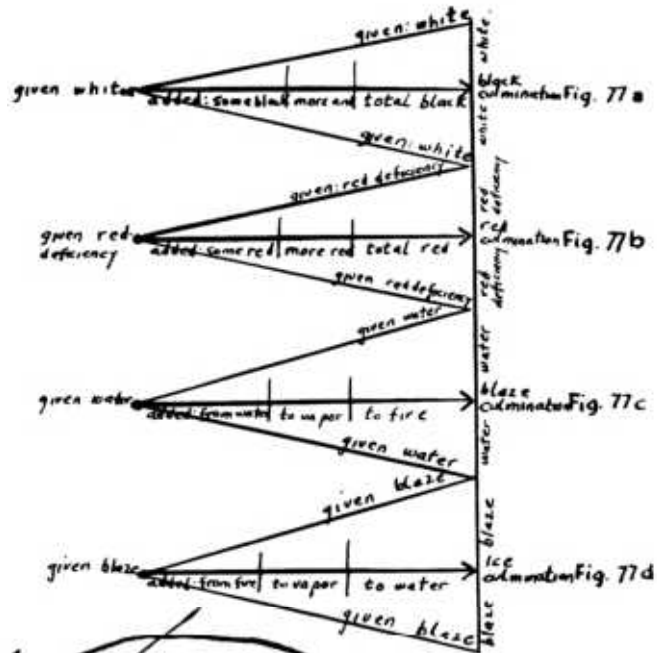 given: white
white
given white
black
culmination Fig. 77a
added: some black more and total black
white
given: white
given: red deficiency
red deficiency
given red
deficiency
red
culmination Fig. 77b
added: some red more red total red
red deficiency
given red deficiency
given water
water
given water
blaze
culmination Fig. 77c
added: from water to vapor to fire
water
given water
given blaze
blaze
given blaze
Ice
culmination Fig. 77d
added: from fire to vapor to water
blaze
given blaze